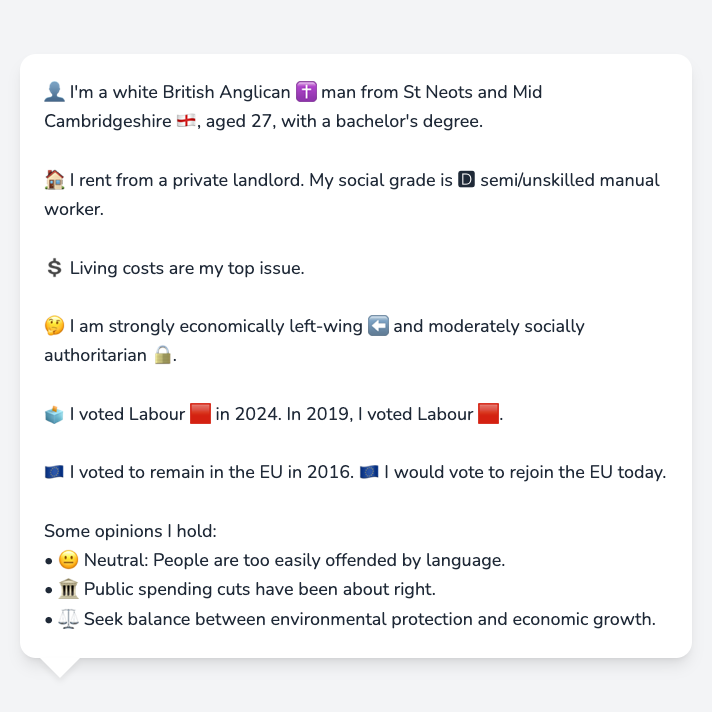 👤 I'm a white British Anglican ✝️ man from St Neots and Mid
Cambridgeshire 🏴󠁧󠁢󠁥󠁮󠁧󠁿, aged 27, with a bachelor's degree.
🏠 I rent from a private landlord. My social grade is 🅳 semi/unskilled manual
worker.
💲 Living costs are my top issue.
🤔 I am strongly economically left-wing ⬅️ and moderately socially
authoritarian 🔒.
🗳️ I voted Labour 🟥 in 2024. In 2019, I voted Labour 🟥.
🇪🇺 I voted to remain in the EU in 2016. 🇪🇺 I would vote to rejoin the EU today.
Some opinions I hold:
• 😐 Neutral: People are too easily offended by language.
• 🏛️ Public spending cuts have been about right.
• ⚖️ Seek balance between environmental protection and economic growth.